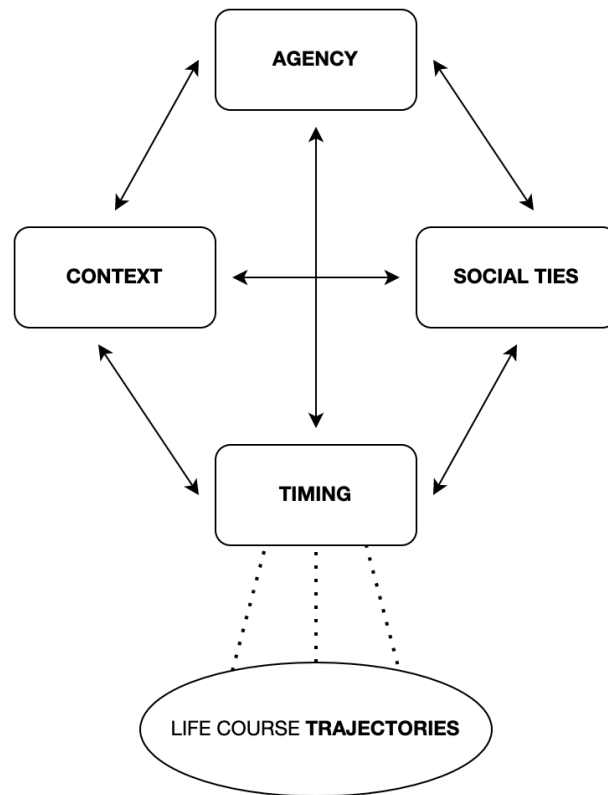 AGENCY
CONTEXT
SOCIAL TIES
TIMING
LIFE COURSE TRAJECTORIES